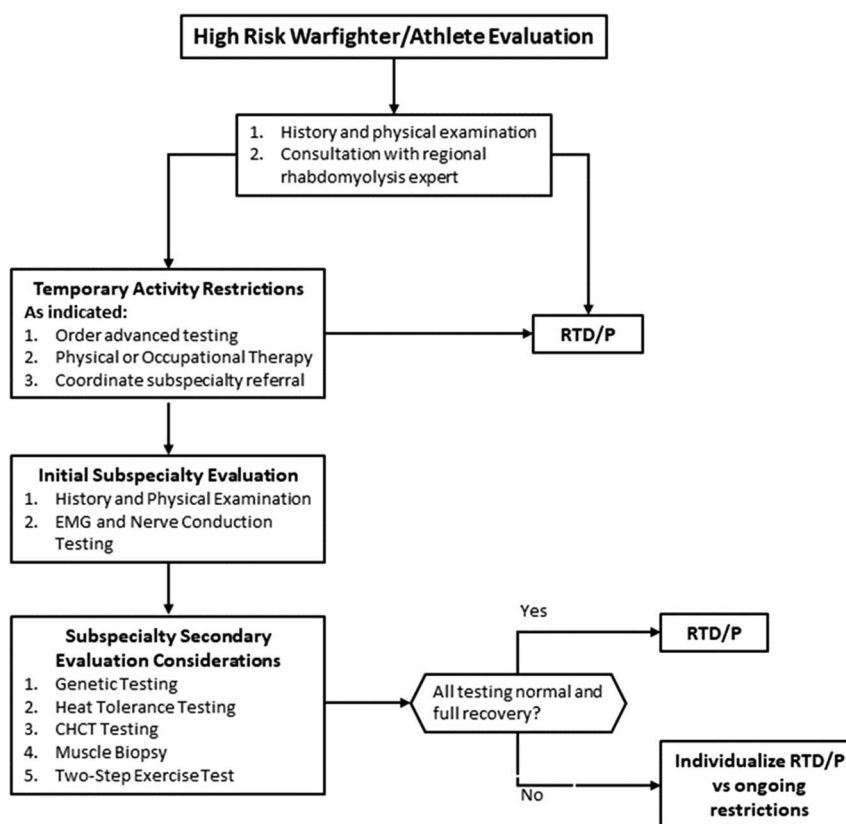 High Risk Warfighter/Athlete Evaluation
1. History and physical examination
2. Consultation with regional
rhabdomyolysis expert
Temporary Activity Restrictions
As indicated:
1. Order advanced testing
2. Physical or Occupational Therapy
3. Coordinate subspecialty referral
RTD/P
Initial Subspecialty Evaluation
1. History and Physical Examination
2. EMG and Nerve Conduction
Testing
Subspecialty Secondary
Evaluation Considerations
1. Genetic Testing
2. Heat Tolerance Testing
3. CHCT Testing
4. Muscle Biopsy
5. Two-Step Exercise Test
All testing normal and
full recovery?
Yes
RTD/P
No
Individualize RTD/P
vs ongoing
restrictions